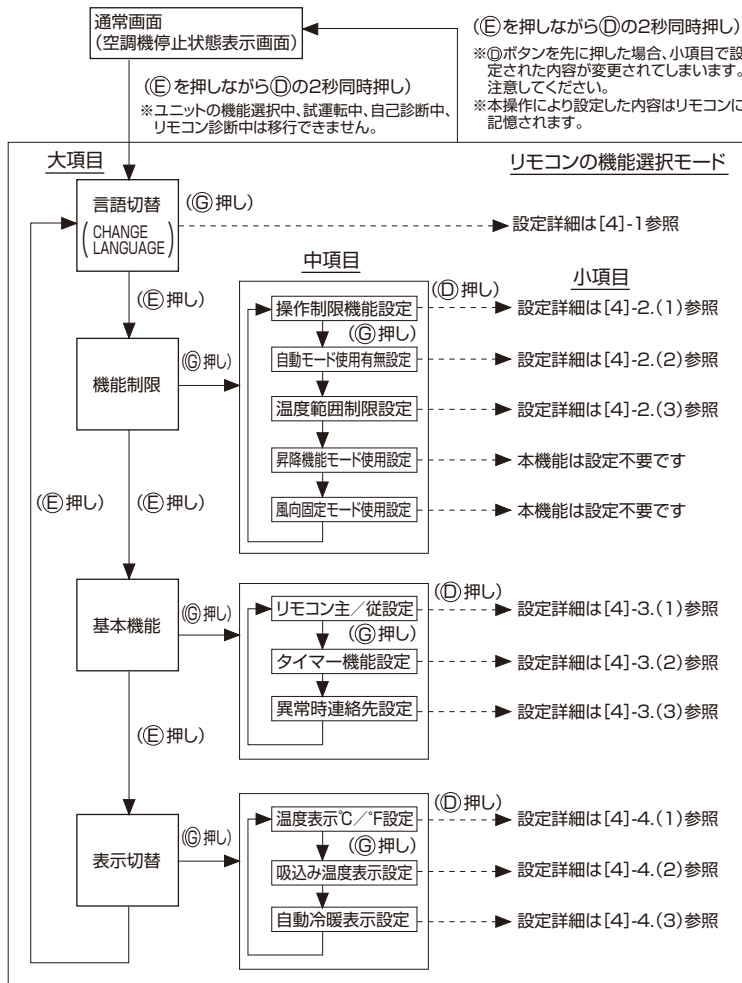 通常画面
(空調機停止状態表示画面)
(Ⓔを押しながらⒹの2秒同時押し)
※Ⓓボタンを先に押した場合、小項目で設
定された内容が変更されてしまいます。
注意してください。
※本操作により設定した内容はリモコンに
記憶されます。
(Ⓔを押しながらⒹの2秒同時押し)
※ユニットの機能選択中、試運転中、自己診断中、
リモコン診断中は移行できません。
大項目
リモコンの機能選択モード
言語切替
(CHANGE
LANGUAGE)
(Ⓖ押し)
設定詳細は[4]-1参照
中項目
小項目
(Ⓔ押し)
操作制限機能設定
(Ⓓ押し)
設定詳細は[4]-2.(1)参照
(Ⓖ押し)
機能制限
(Ⓖ押し)
自動モード使用有無設定
設定詳細は[4]-2.(2)参照
温度範囲制限設定
設定詳細は[4]-2.(3)参照
昇降機能モード使用設定
本機能は設定不要です
(Ⓔ押し)
(Ⓔ押し)
風向固定モード使用設定
本機能は設定不要です
基本機能
(Ⓖ押し)
リモコン主／従設定
(Ⓓ押し)
設定詳細は[4]-3.(1)参照
(Ⓖ押し)
タイマー機能設定
設定詳細は[4]-3.(2)参照
異常時連絡先設定
設定詳細は[4]-3.(3)参照
(Ⓔ押し)
表示切替
(Ⓖ押し)
温度表示℃／℉設定
(Ⓓ押し)
設定詳細は[4]-4.(1)参照
(Ⓖ押し)
吸込み温度表示設定
設定詳細は[4]-4.(2)参照
自動冷暖表示設定
設定詳細は[4]-4.(3)参照